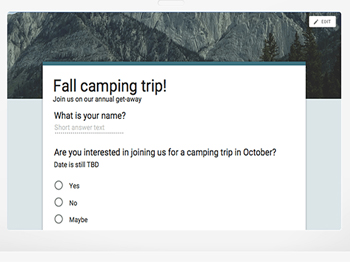 EDIT
Fall camping trip!
Join us on our annual get-away
What is your name?
Short answer text
Are you interested in joining us for a camping trip in October?
Date is still TBD
Yes
No
Maybe